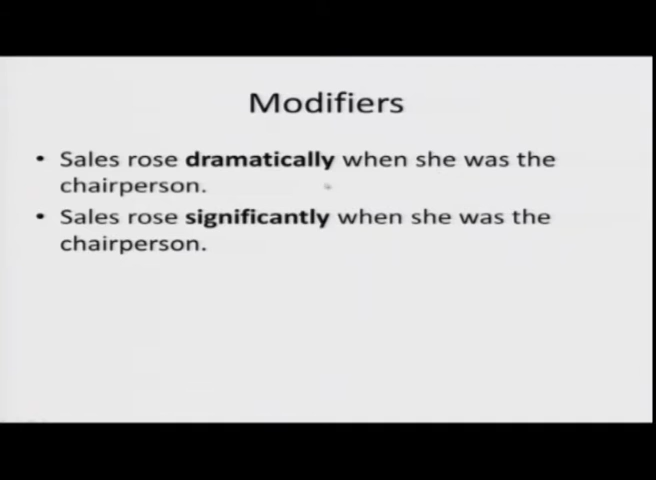 Modifiers
• Sales rose dramatically when she was the
chairperson.
• Sales rose significantly when she was the
chairperson.